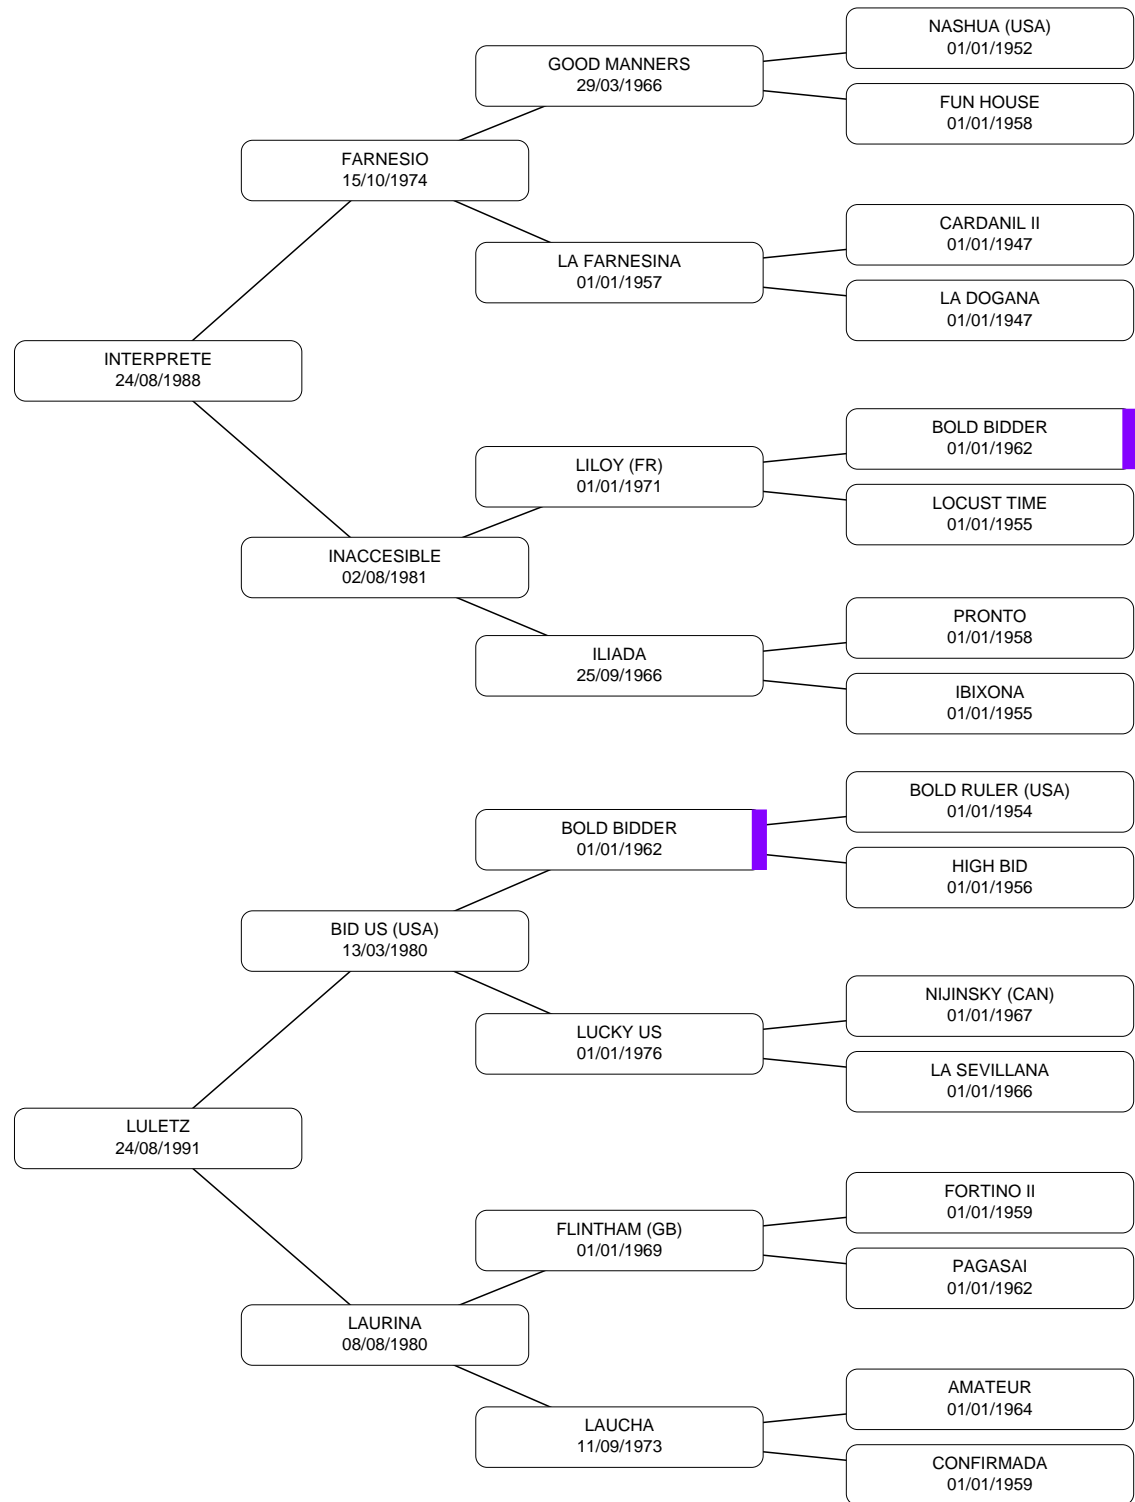 NASHUA (USA)
01/01/1952
GOOD MANNERS
29/03/1966
FUN HOUSE
01/01/1958
FARNESIO
15/10/1974
CARDANIL II
01/01/1947
LA FARNESINA
01/01/1957
LA DOGANA
01/01/1947
INTERPRETE
24/08/1988
BOLD BIDDER
01/01/1962
LILOY (FR)
01/01/1971
LOCUST TIME
01/01/1955
INACCESIBLE
02/08/1981
PRONTO
01/01/1958
ILIADA
25/09/1966
IBIXONA
01/01/1955
BOLD RULER (USA)
01/01/1954
BOLD BIDDER
01/01/1962
HIGH BID
01/01/1956
BID US (USA)
13/03/1980
NIJINSKY (CAN)
01/01/1967
LUCKY US
01/01/1976
LA SEVILLANA
01/01/1966
LULETZ
24/08/1991
FORTINO II
01/01/1959
FLINTHAM (GB)
01/01/1969
PAGASAI
01/01/1962
LAURINA
08/08/1980
AMATEUR
01/01/1964
LAUCHA
11/09/1973
CONFIRMADA
01/01/1959